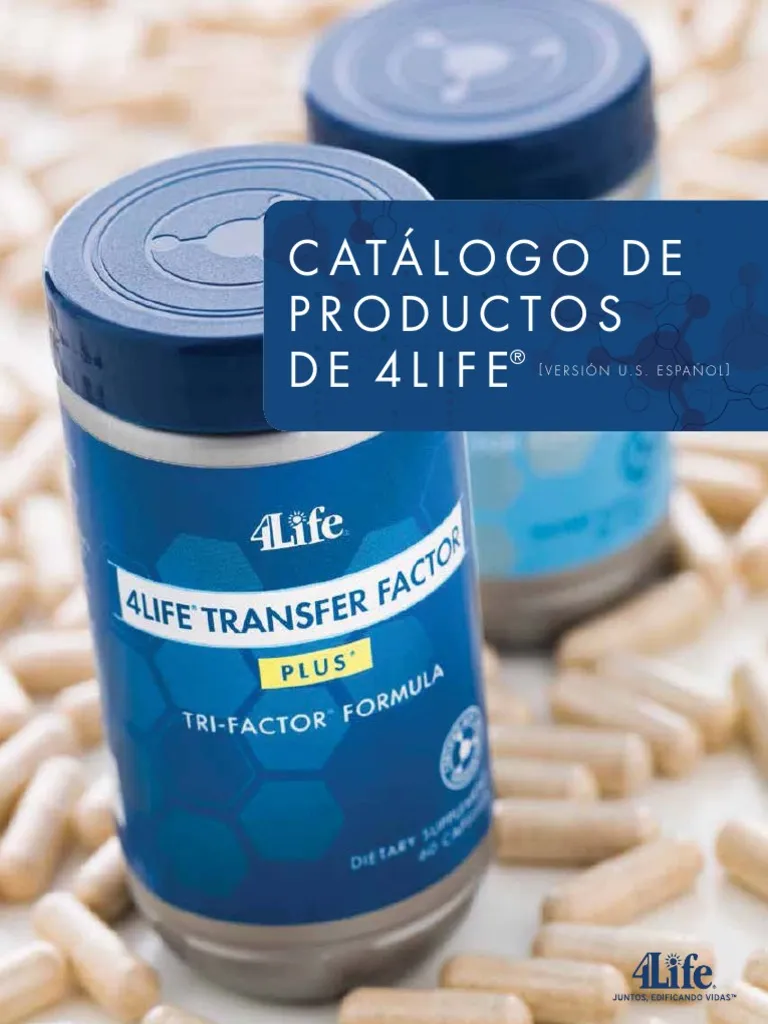 CATÁLOGO DE
PRODUCTOS
DE 4LIFE®
[VERSIÓN U.S. ESPAÑOL]
4Life®
4LIFE® TRANSFER FACTOR
PLUS®
TRI-FACTOR™ FORMULA
DIETARY SUPPLEMENT
60 CAPSULES
4Life®
JUNTOS, EDIFICANDO VIDAS™